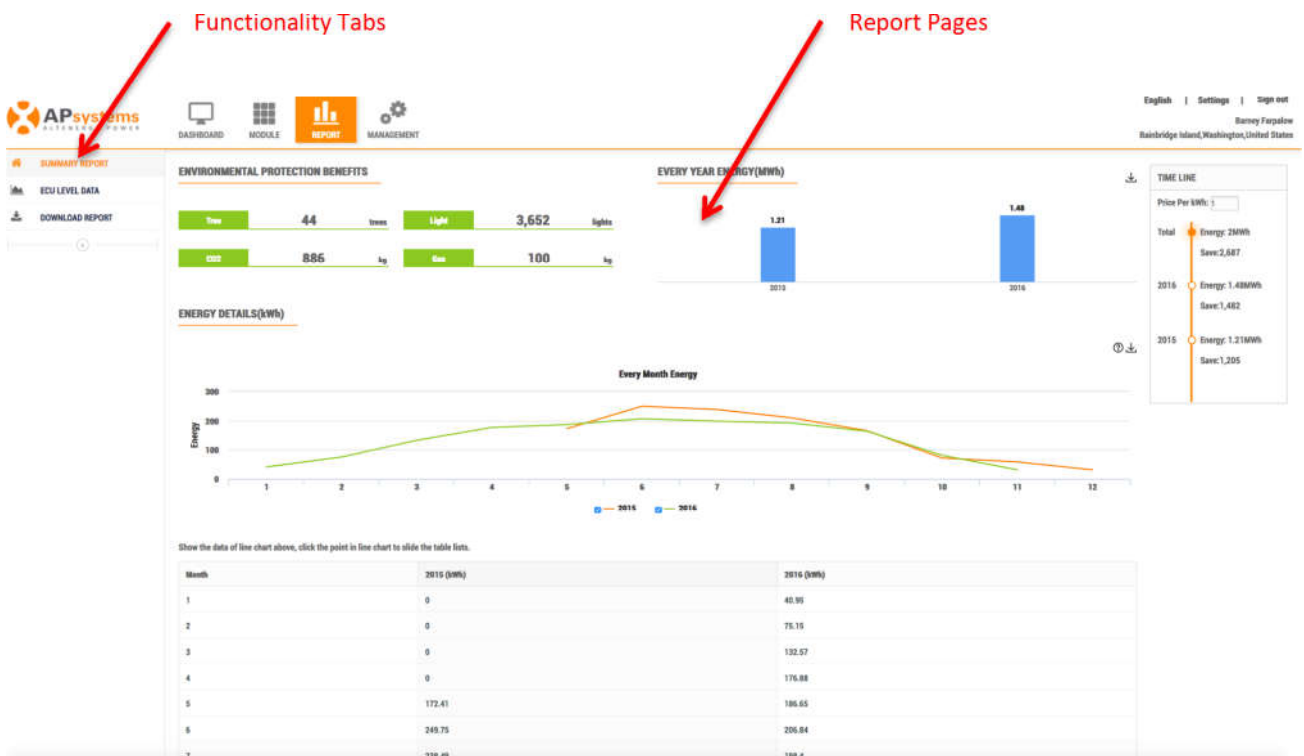 Functionality Tabs
Report Pages
APsystems
ALTENERGY POWER
DASHBOARD
MODULE
REPORT
MANAGEMENT
English | Settings | Sign out
Barney Farpalow
Bainbridge Island,Washington,United States
SUMMARY REPORT
ECU LEVEL DATA
DOWNLOAD REPORT
ENVIRONMENTAL PROTECTION BENEFITS
Tree 44 trees
Light 3,652 lights
CO2 886 kg
Gas 100 kg
EVERY YEAR ENERGY(MWh)
1.21
1.48
2015
2016
TIME LINE
Price Per kWh: 1
Total Energy: 2MWh
Save:2,687
2016 Energy: 1.48MWh
Save:1,482
2015 Energy: 1.21MWh
Save:1,205
ENERGY DETAILS(kWh)
Every Month Energy
Energy
300
200
100
0
1 2 3 4 5 6 7 8 9 10 11 12
2015 2016
Show the data of line chart above, click the point in line chart to slide the table lists.
Month 2015 (kWh) 2016 (kWh)
1 0 40.95
2 0 75.15
3 0 132.57
4 0 176.88
5 172.41 186.65
6 249.75 206.84